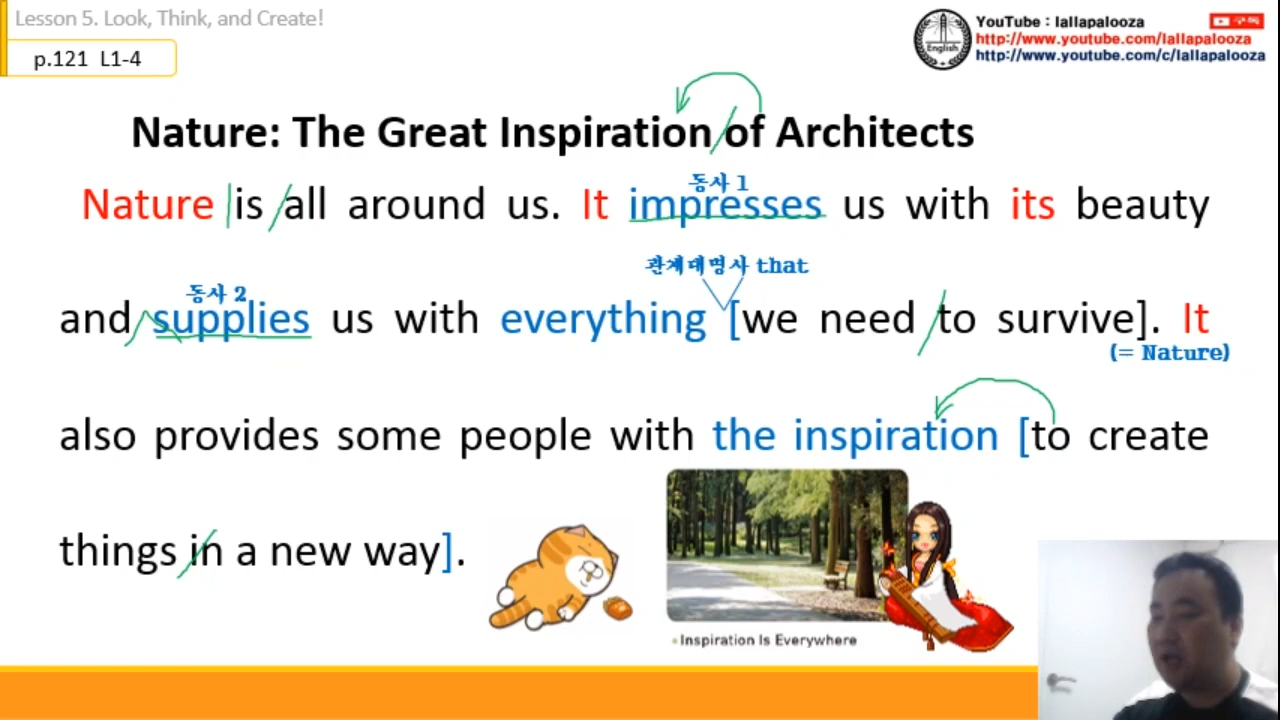 Lesson 5. Look, Think, and Create!
p.121 L1-4
English
YouTube : lallapalooza
구독
http://www.youtube.com/lallapalooza
http://www.youtube.com/c/lallapalooza
Nature: The Great Inspiration of Architects
동사 1
Nature is all around us. It impresses us with its beauty
관계대명사 that
동사 2
and supplies us with everything [we need to survive]. It
(= Nature)
also provides some people with the inspiration [to create
things in a new way].
Inspiration Is Everywhere